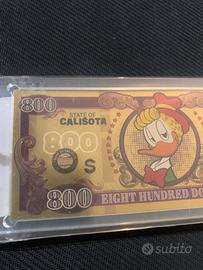 800
STATE OF
CALISOTA
800
S
800
EIGHT HUNDRED DO
subito